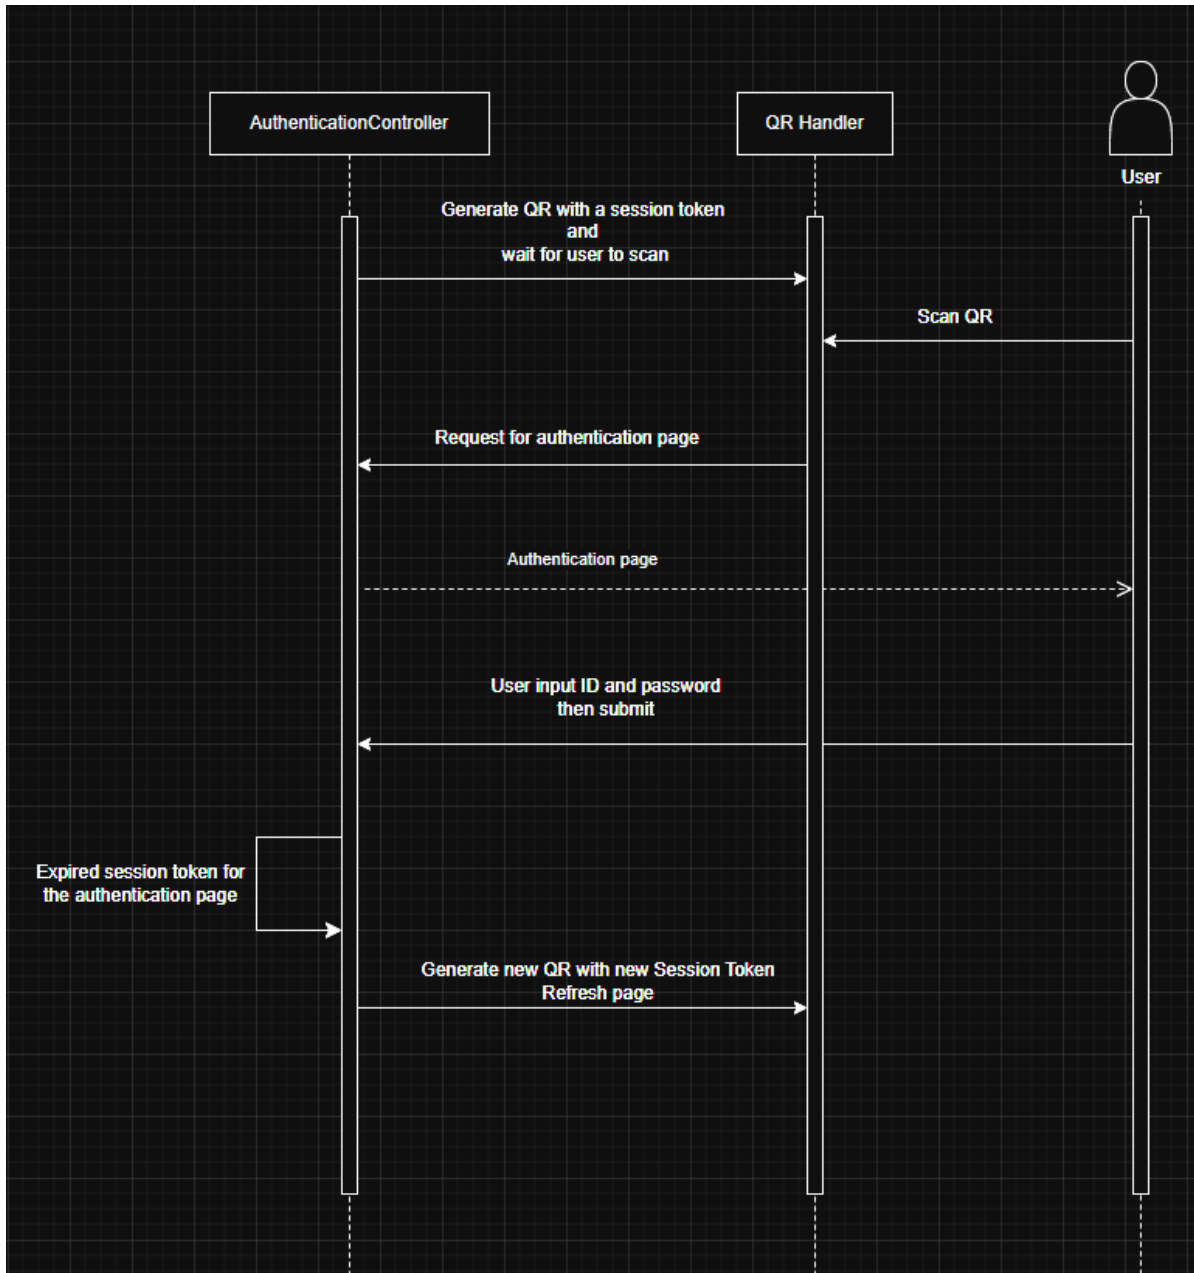 AuthenticationController
QR Handler
User
Generate QR with a session token
and
wait for user to scan
Scan QR
Request for authentication page
Authentication page
User input ID and password
then submit
Expired session token for
the authentication page
Generate new QR with new Session Token
Refresh page